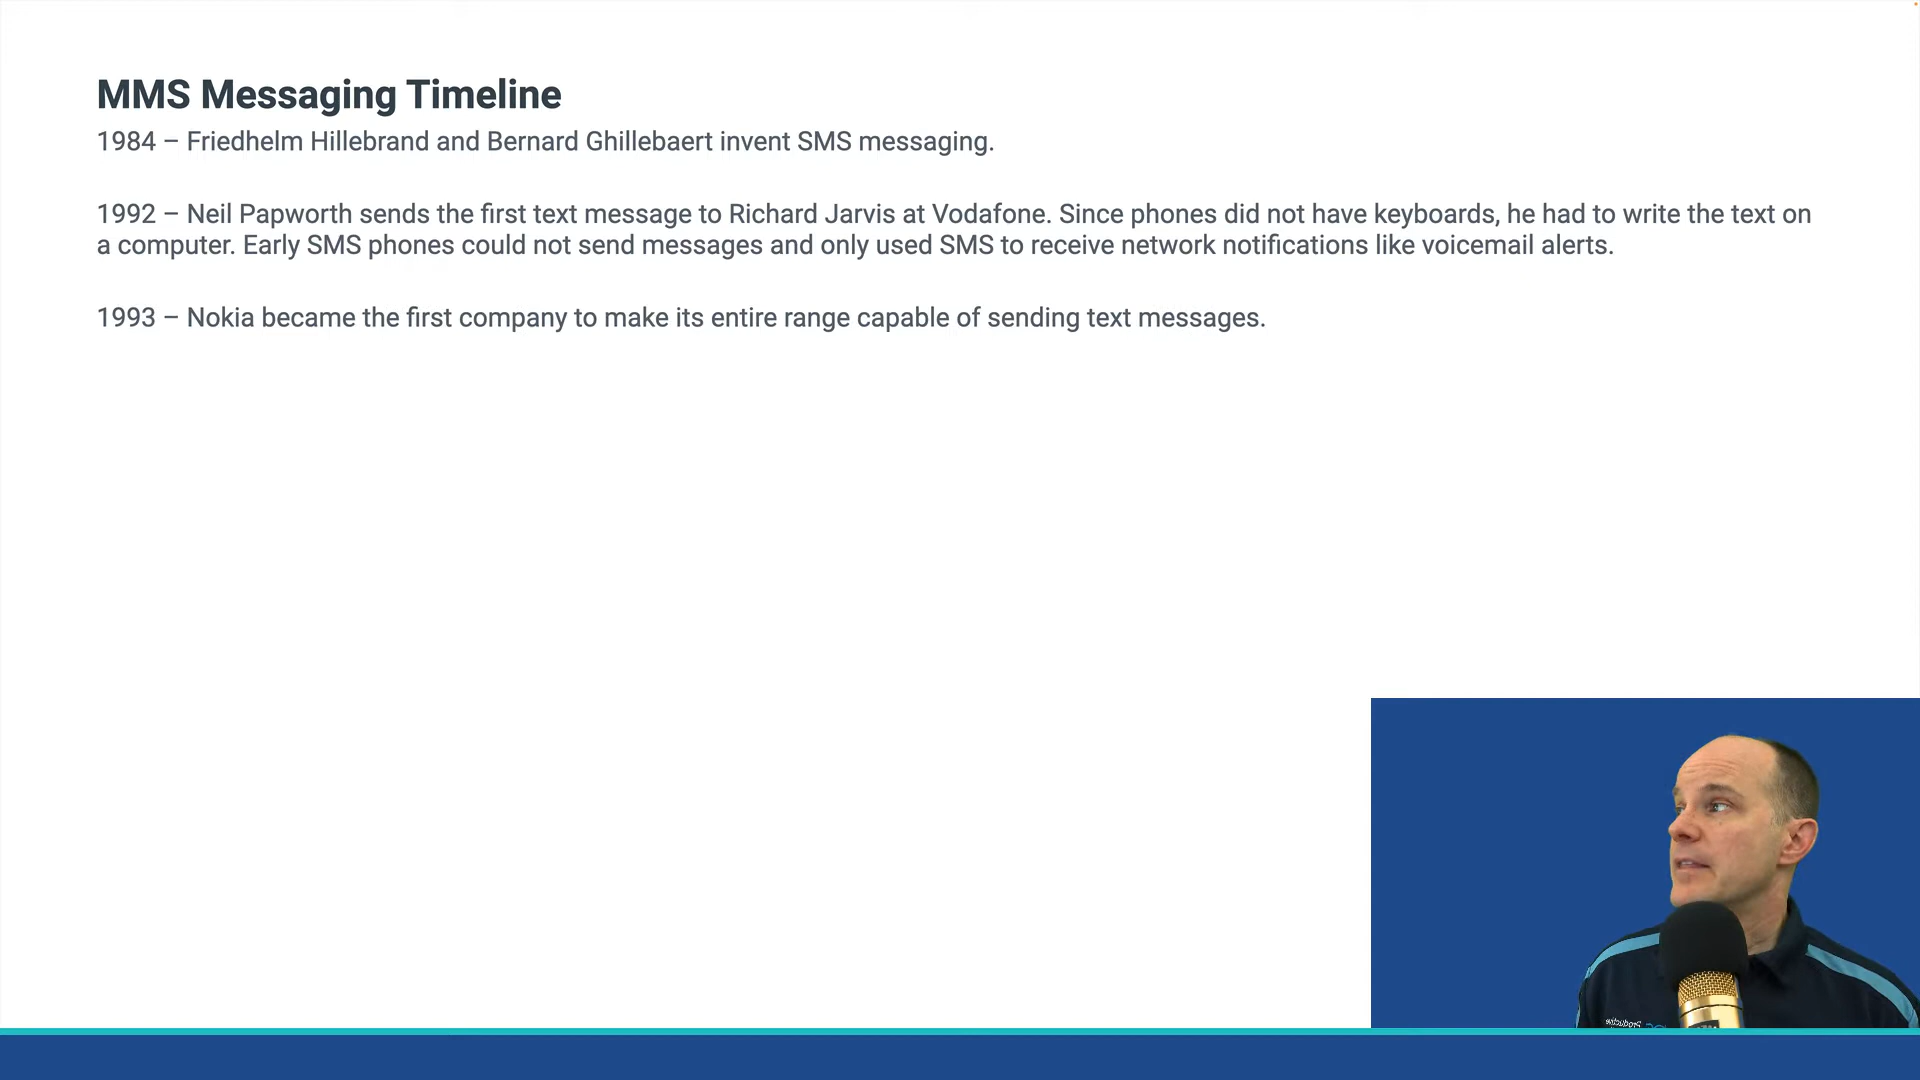 MMS Messaging Timeline
1984 – Friedhelm Hillebrand and Bernard Ghillebaert invent SMS messaging.
1992 – Neil Papworth sends the first text message to Richard Jarvis at Vodafone. Since phones did not have keyboards, he had to write the text on
a computer. Early SMS phones could not send messages and only used SMS to receive network notifications like voicemail alerts.
1993 – Nokia became the first company to make its entire range capable of sending text messages.
Productive